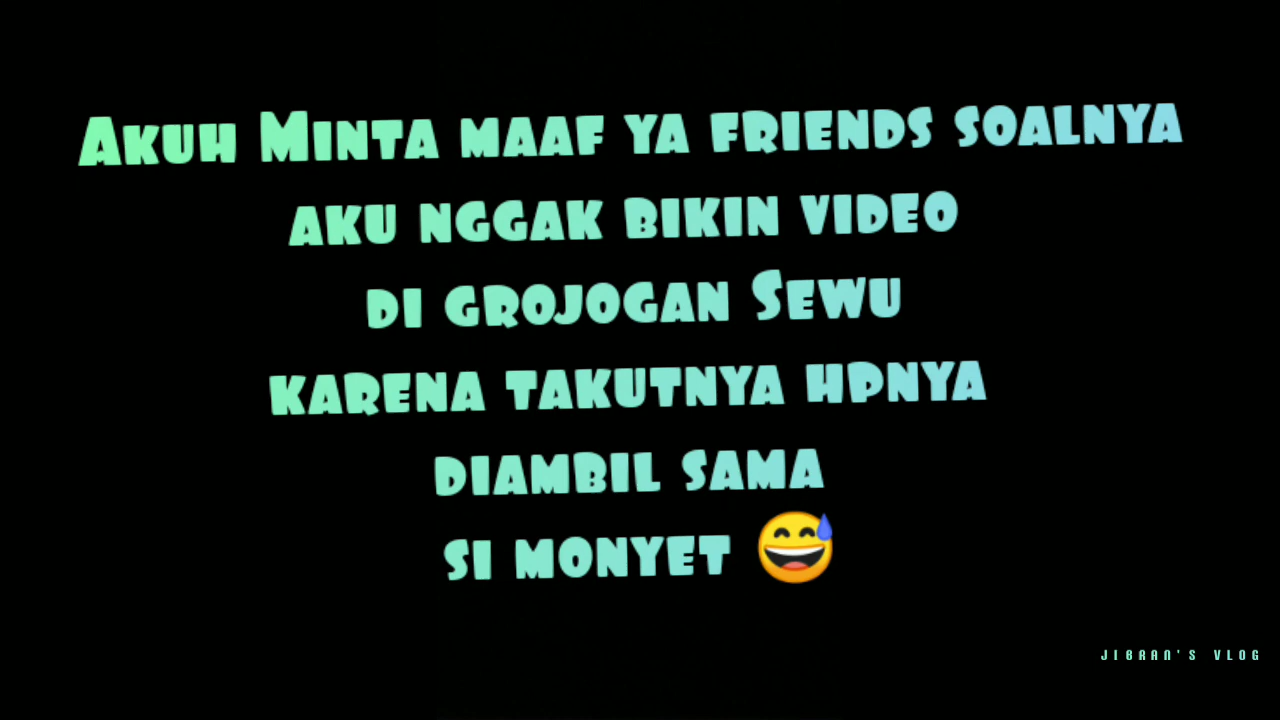 Akuh Minta maaf ya friends soalnya
aku nggak bikin video
di grojogan Sewu
karena takutnya hpnya
diambil sama
si monyet 😅
JIBRAN'S VLOG